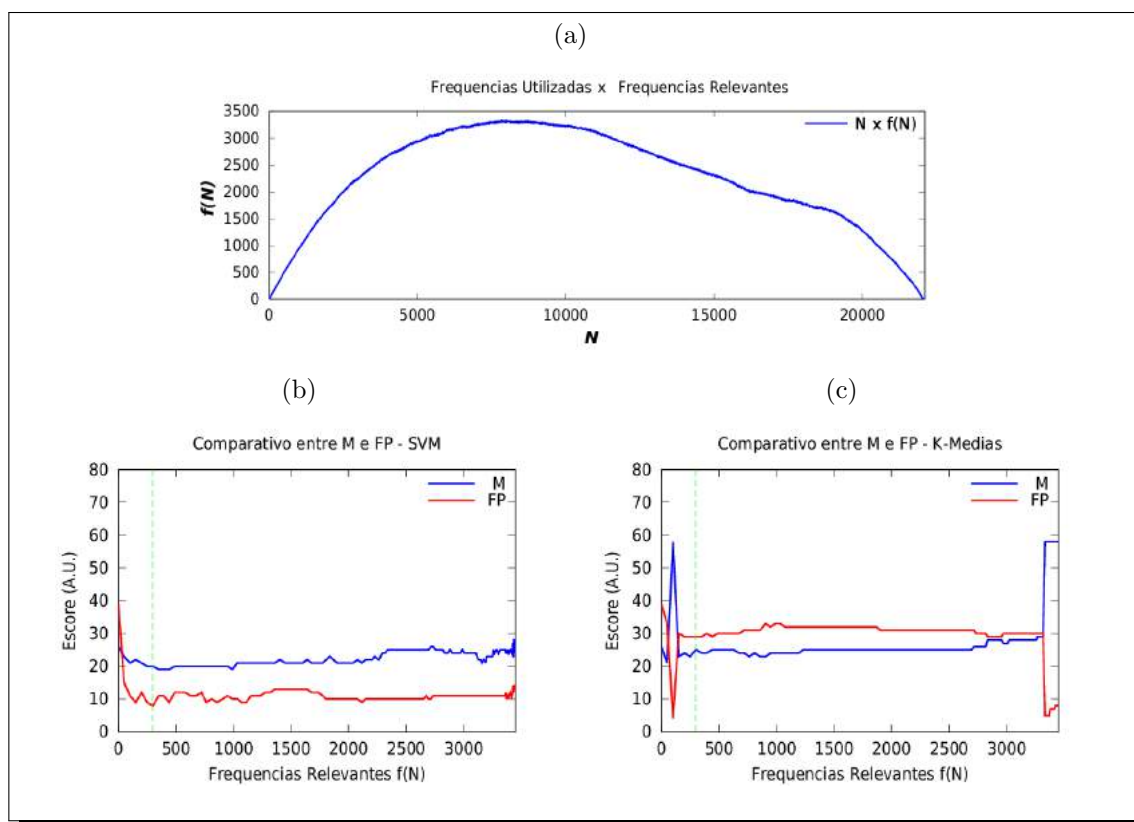 (a)
Frequencias Utilizadas x Frequencias Relevantes
3500
3000
2500
2000
1500
1000
500
0
f(N)
N x f(N)
0 5000 10000 15000 20000
N
(b)
Comparativo entre M e FP - SVM
80
70
60
50
40
30
20
10
0
Escore (A.U.)
M
FP
0 500 1000 1500 2000 2500 3000
Frequencias Relevantes f(N)
(c)
Comparativo entre M e FP - K-Medias
80
70
60
50
40
30
20
10
0
Escore (A.U.)
M
FP
0 500 1000 1500 2000 2500 3000
Frequencias Relevantes f(N)